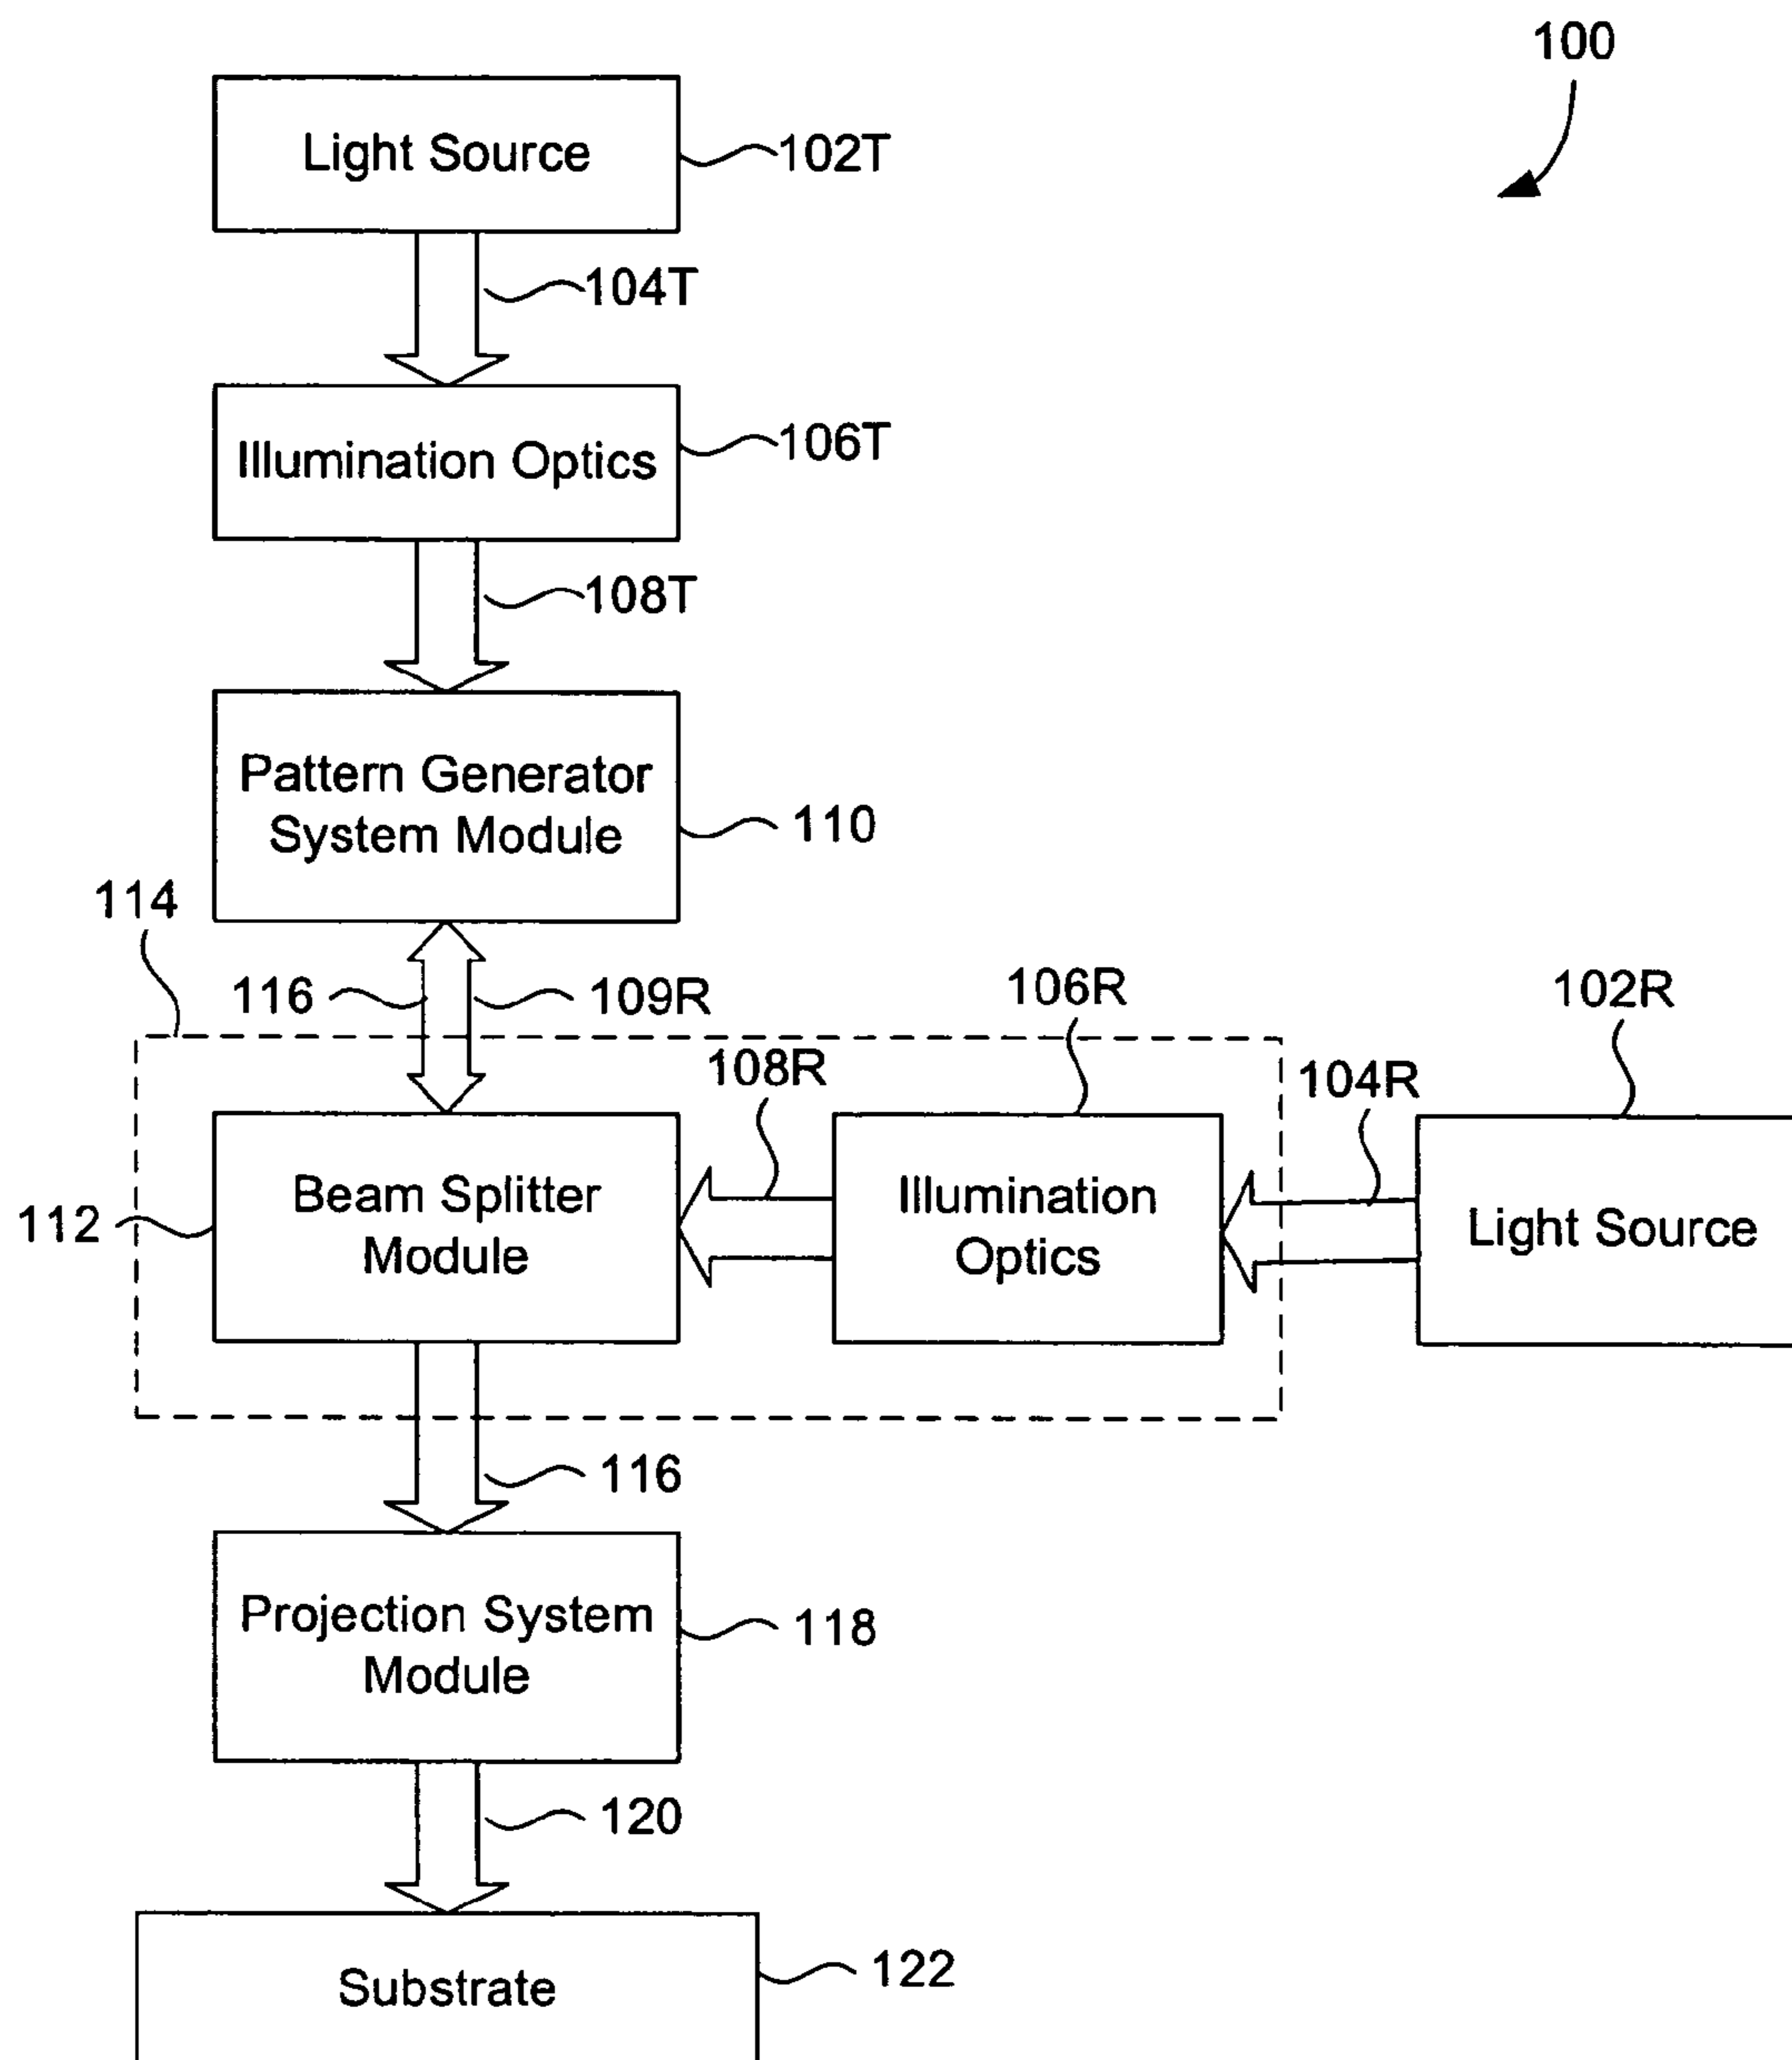 100
Light Source
102T
104T
Illumination Optics
106T
108T
Pattern Generator
System Module
110
114
116
109R
106R
102R
108R
104R
Beam Splitter
Module
112
Illumination
Optics
Light Source
116
Projection System
Module
118
120
Substrate
122